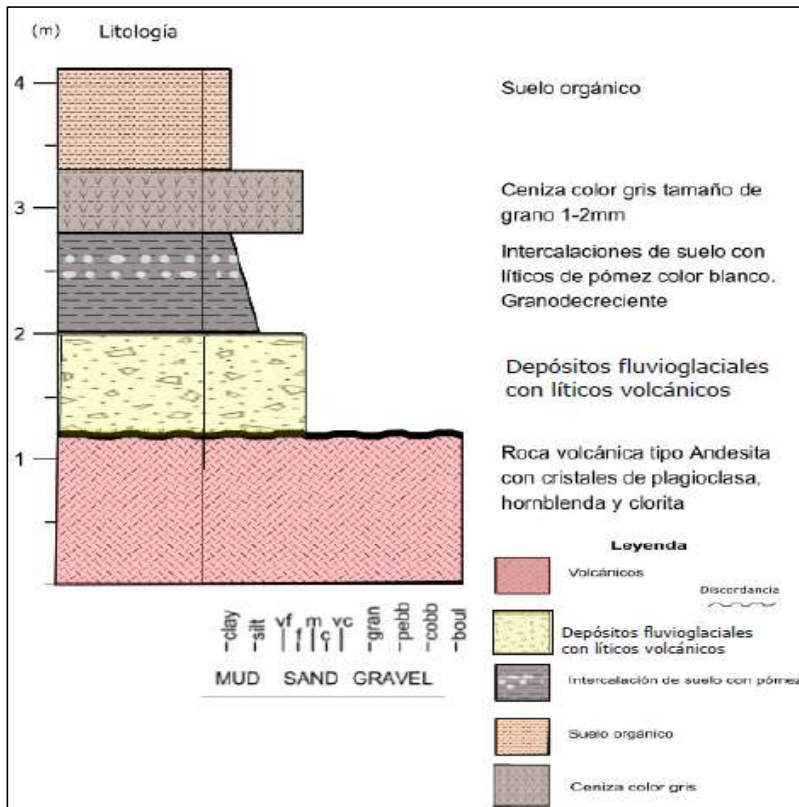 (m) Litología
4
Suelo orgánico
3
Ceniza color gris tamaño de
grano 1-2mm
Intercalaciones de suelo con
líticos de pómez color blanco.
Granodecreciente
2
Depósitos fluvioglaciales
con líticos volcánicos
1
Roca volcánica tipo Andesita
con cristales de plagioclasa,
hornblenda y clorita
Leyenda
Volcánicos
Discordancia
Depósitos fluvioglaciales
con líticos volcánicos
Intercalación de suelo con pómez
Suelo orgánico
Ceniza color gris
clay silt vf f m c vc gran pebb cobb boul
MUD SAND GRAVEL